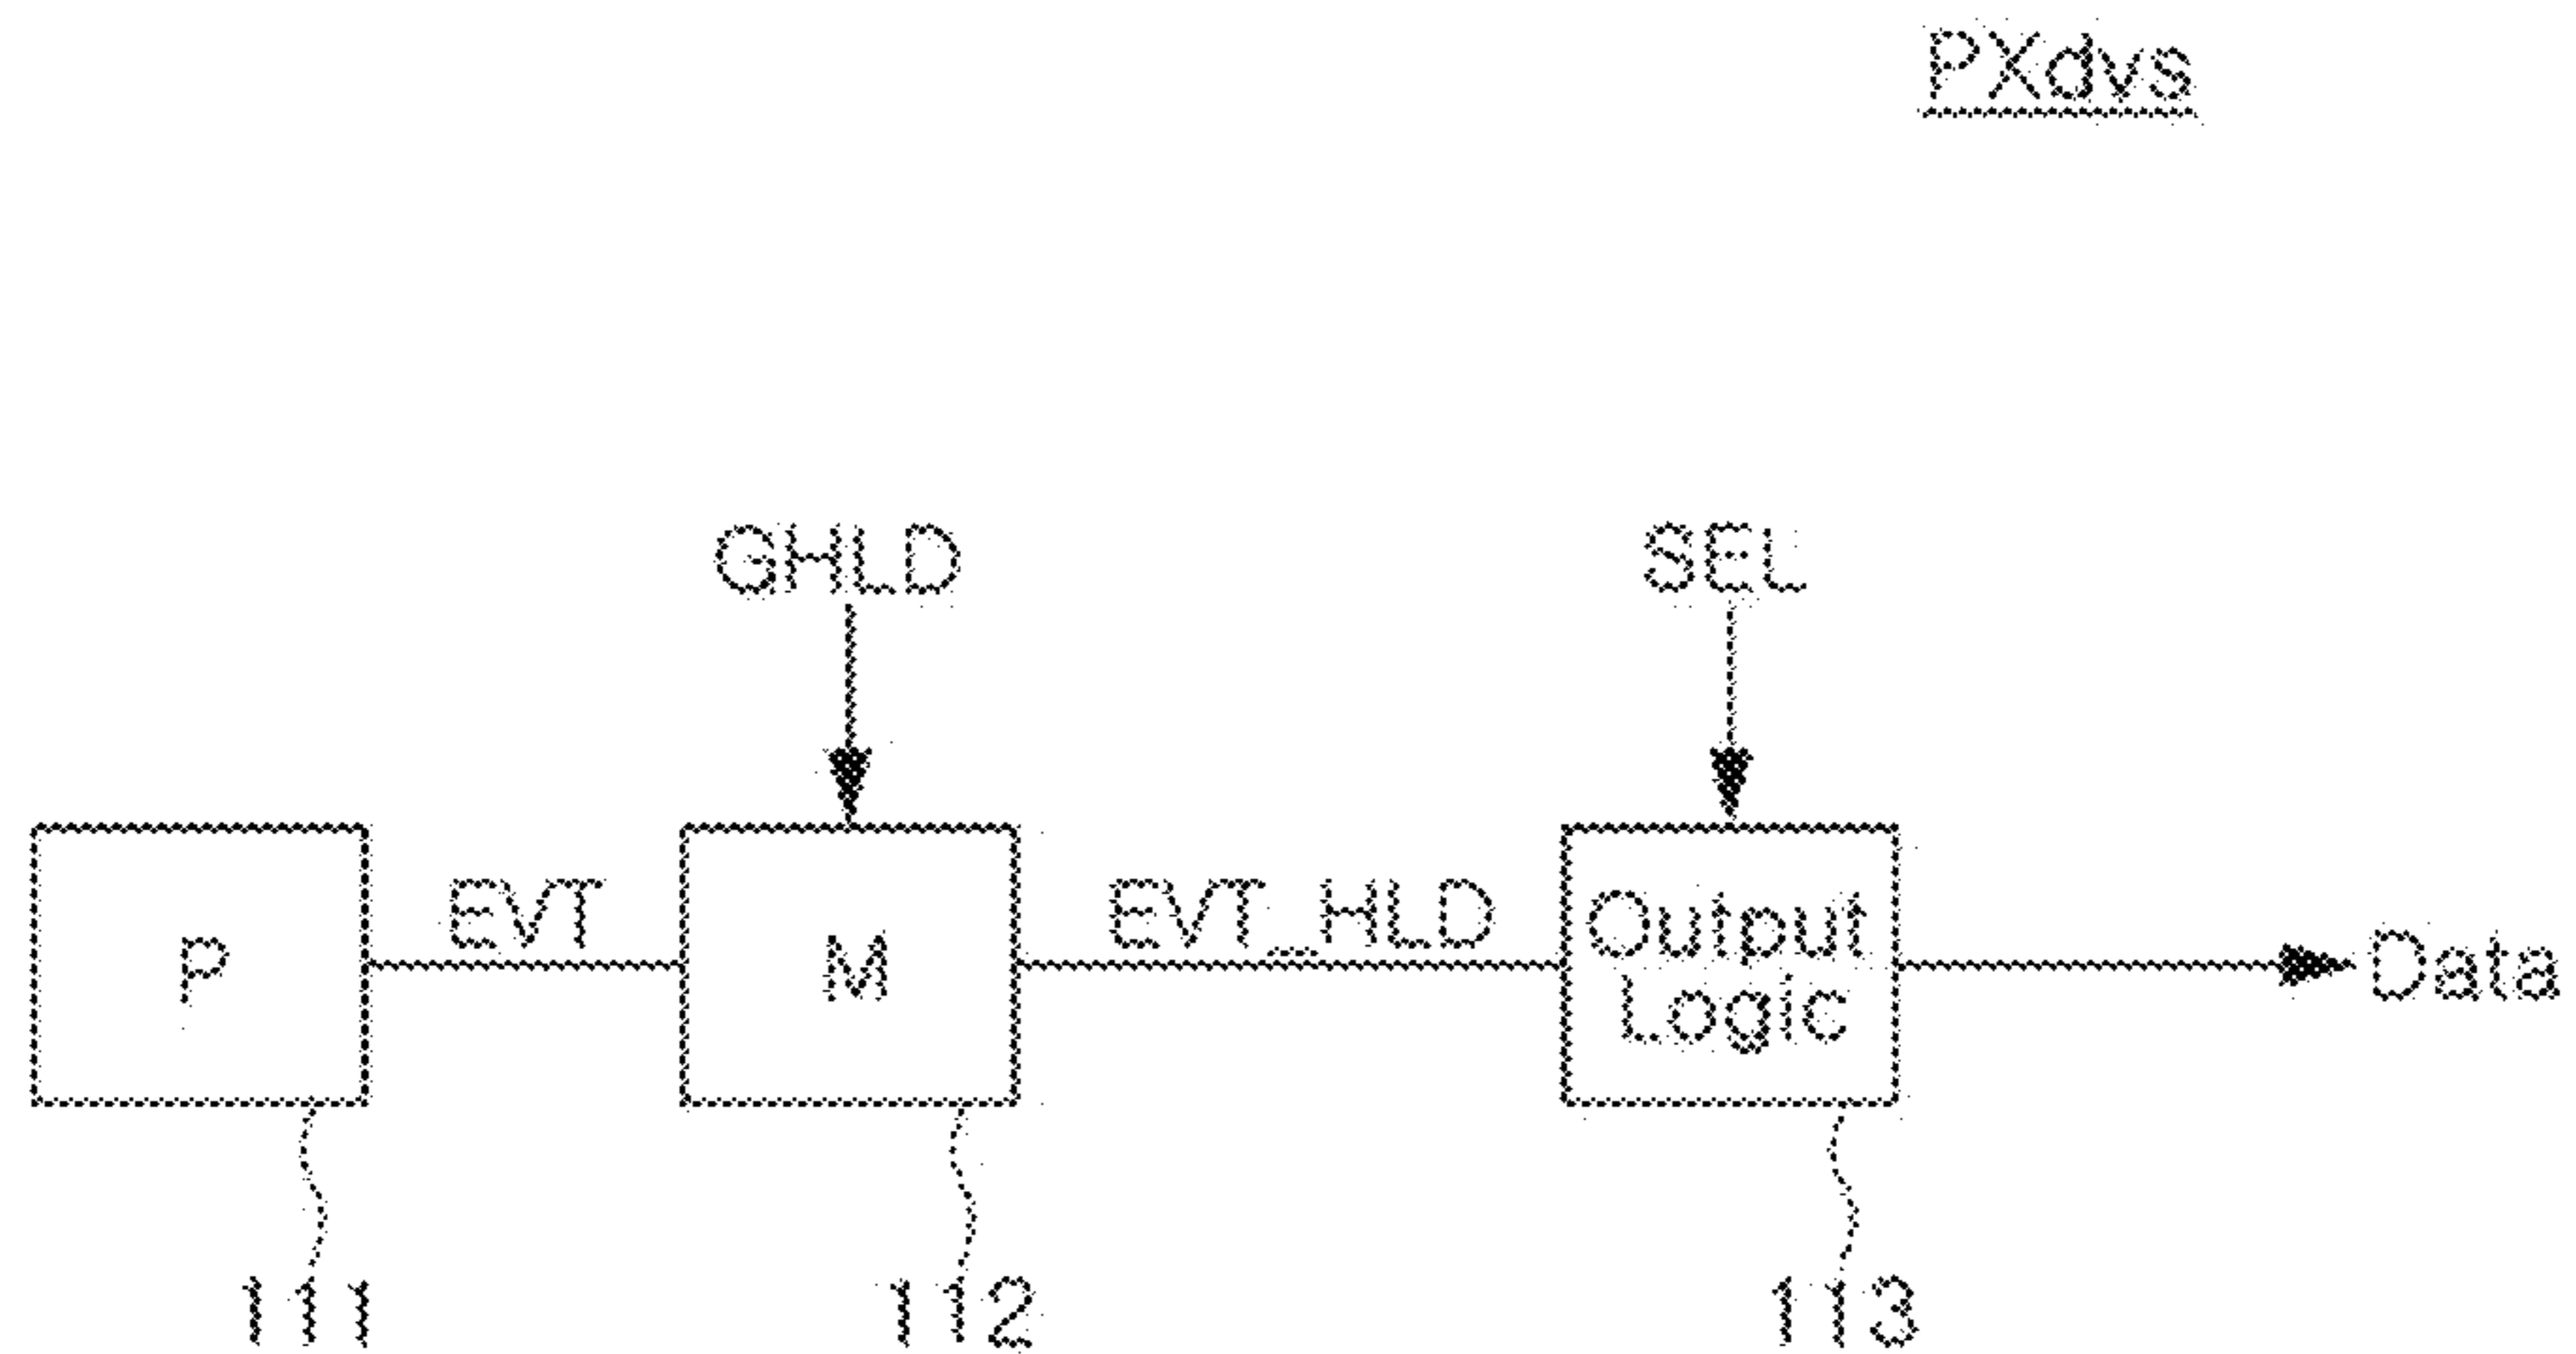 PXdvs
GHLD
SEL
P
EVT
M
EVT_HLD
Output
Logic
Data
111
112
113